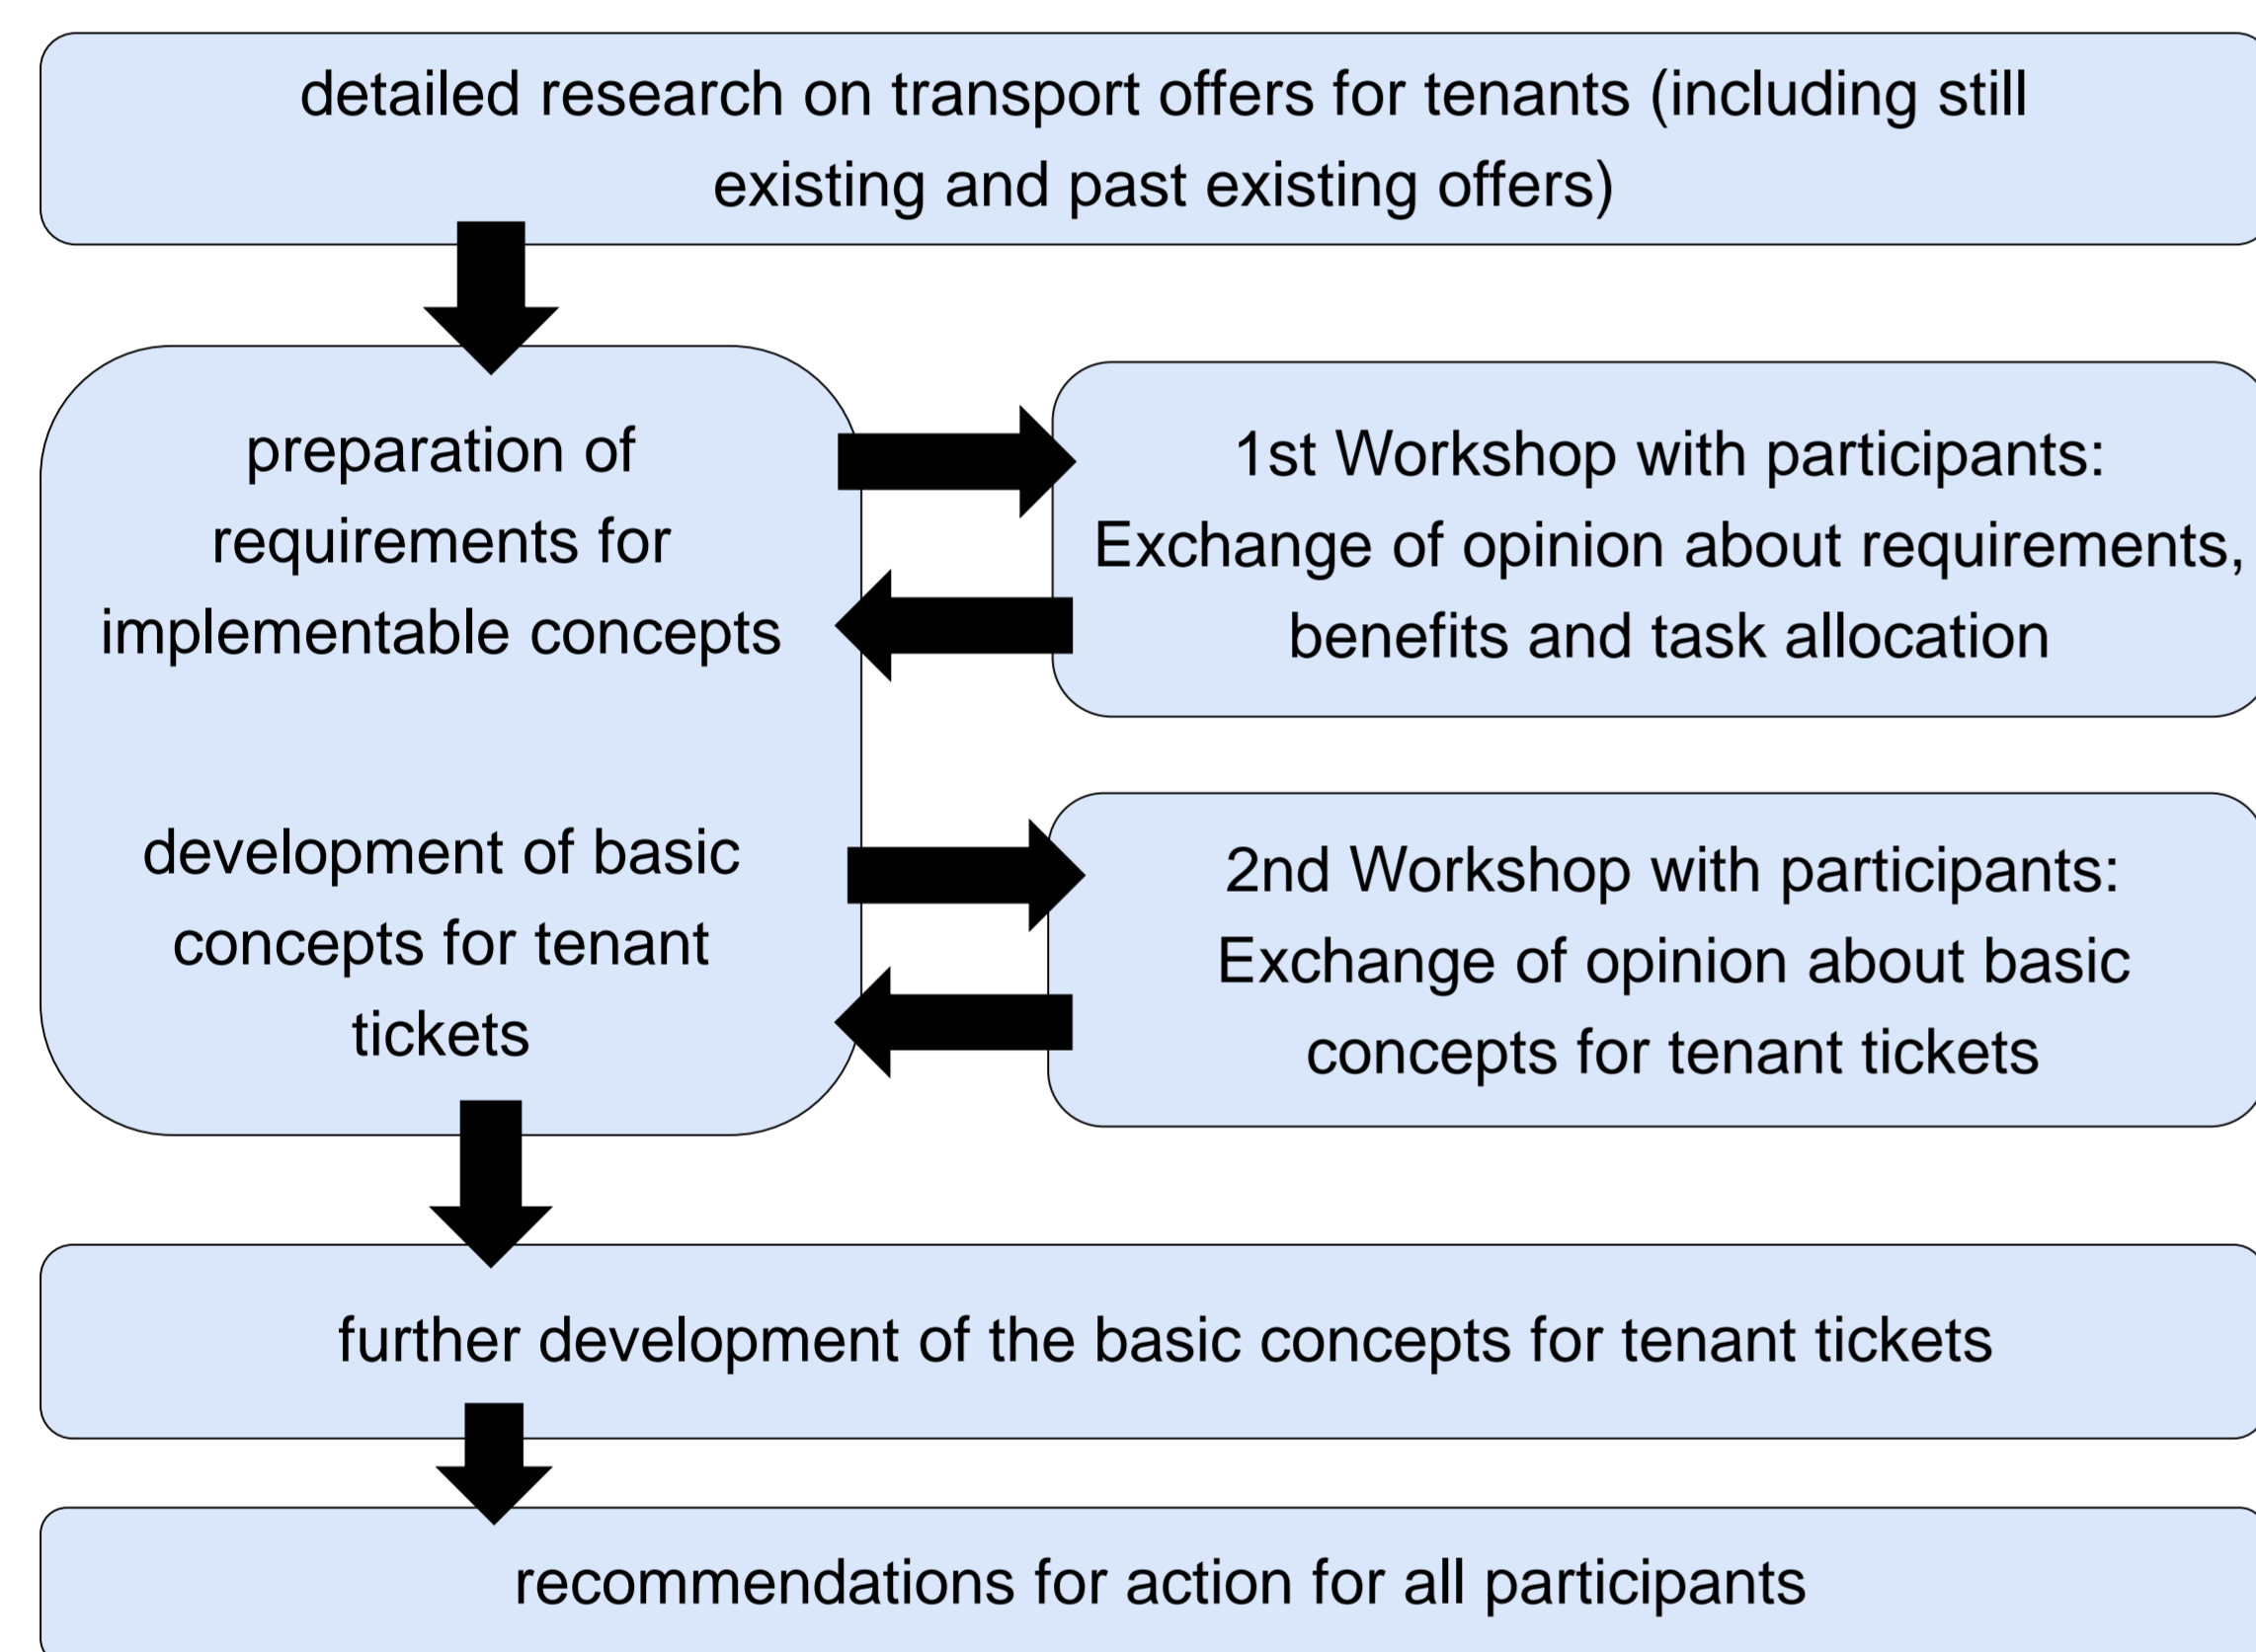 detailed research on transport offers for tenants (including still
existing and past existing offers)
preparation of
requirements for
implementable concepts
1st Workshop with participants:
Exchange of opinion about requirements,
benefits and task allocation
development of basic
concepts for tenant
tickets
2nd Workshop with participants:
Exchange of opinion about basic
concepts for tenant tickets
further development of the basic concepts for tenant tickets
recommendations for action for all participants